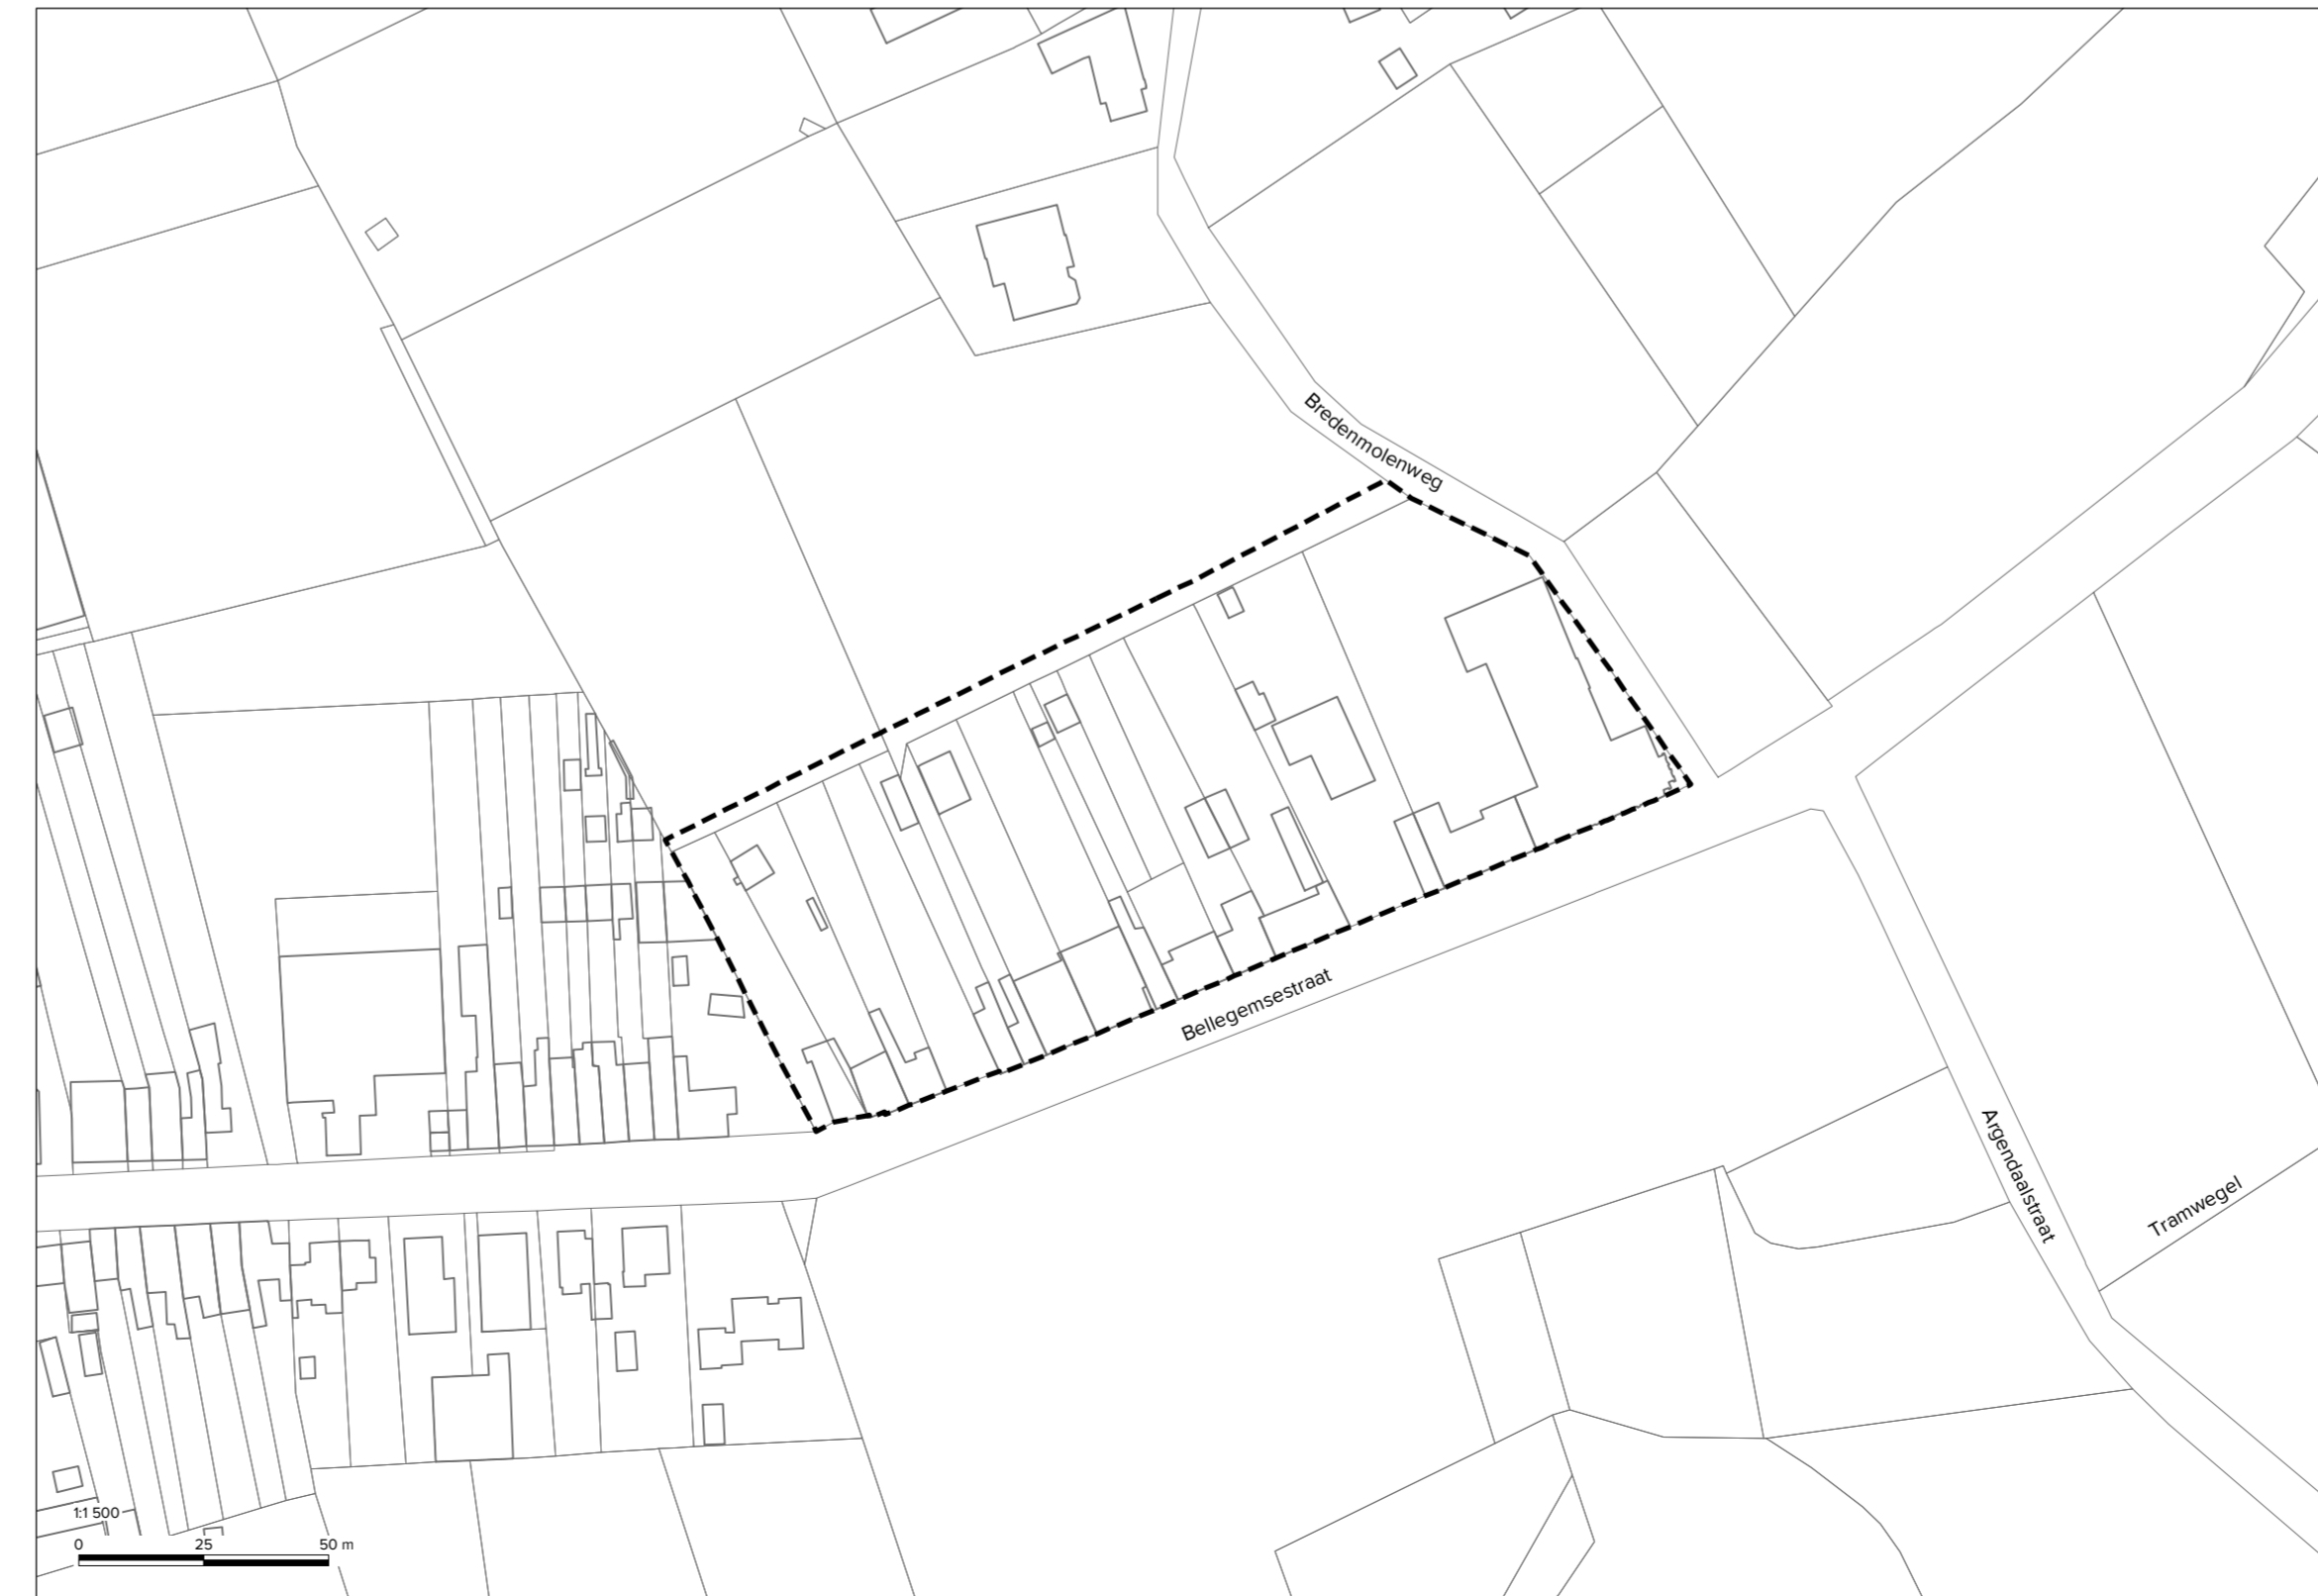 Bredenmolenweg
Bellegemsestraat
Argendaalstraat
Tramwegel
1:1 500
0 25 50 m